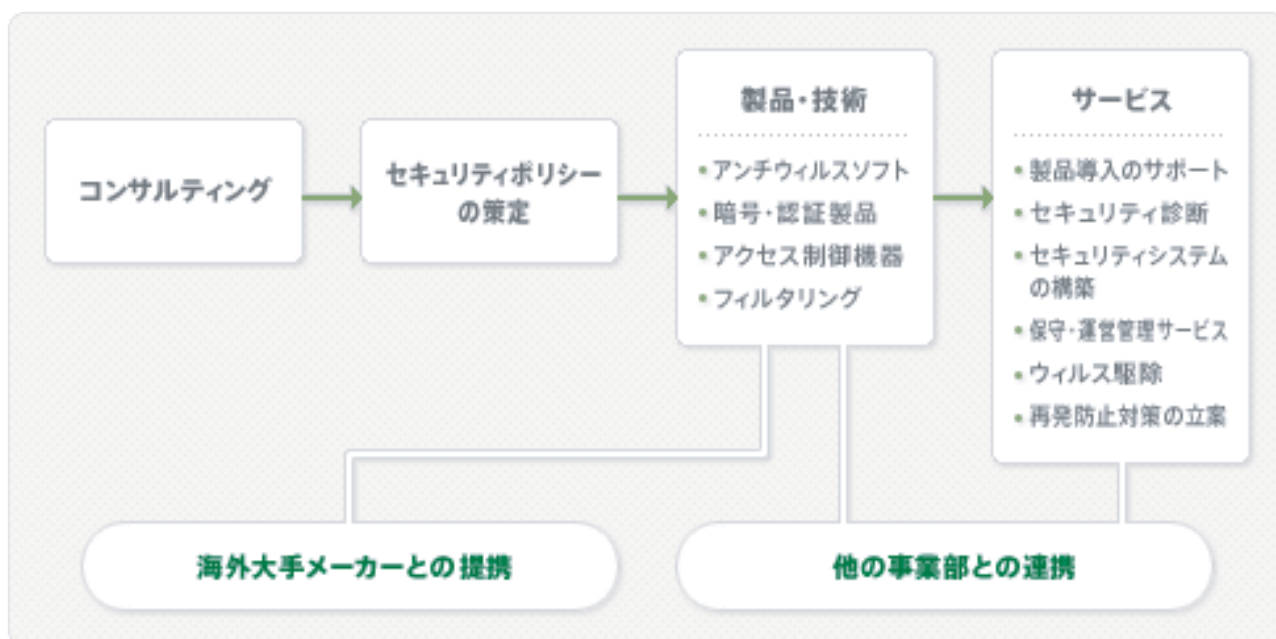 コンサルティング
セキュリティポリシー
の策定
製品・技術
・アンチウィルスソフト
・暗号・認証製品
・アクセス制御機器
・フィルタリング
サービス
・製品導入のサポート
・セキュリティ診断
・セキュリティシステム
の構築
・保守・運営管理サービス
・ウィルス駆除
・再発防止対策の立案
海外大手メーカーとの提携
他の事業部との連携